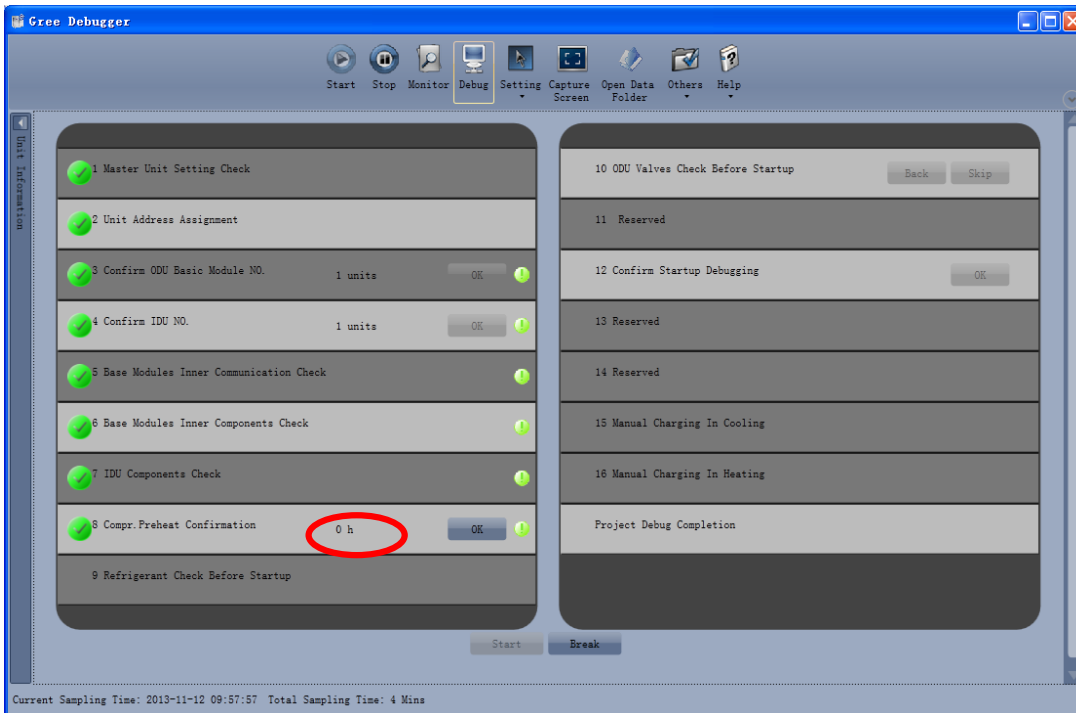 Gree Debugger
Start Stop Monitor Debug Setting Capture Screen Open Data Folder Others Help
Unit Information
1 Master Unit Setting Check
2 Unit Address Assignment
3 Confirm ODU Basic Module NO. 1 units OK
4 Confirm IDU NO. 1 units OK
5 Base Modules Inner Communication Check
6 Base Modules Inner Components Check
7 IDU Components Check
8 Compr.Preheat Confirmation 0 h OK
9 Refrigerant Check Before Startup
10 ODU Valves Check Before Startup Back Skip
11 Reserved
12 Confirm Startup Debugging OK
13 Reserved
14 Reserved
15 Manual Charging In Cooling
16 Manual Charging In Heating
Project Debug Completion
Start Break
Current Sampling Time: 2013-11-12 09:57:57 Total Sampling Time: 4 Mins